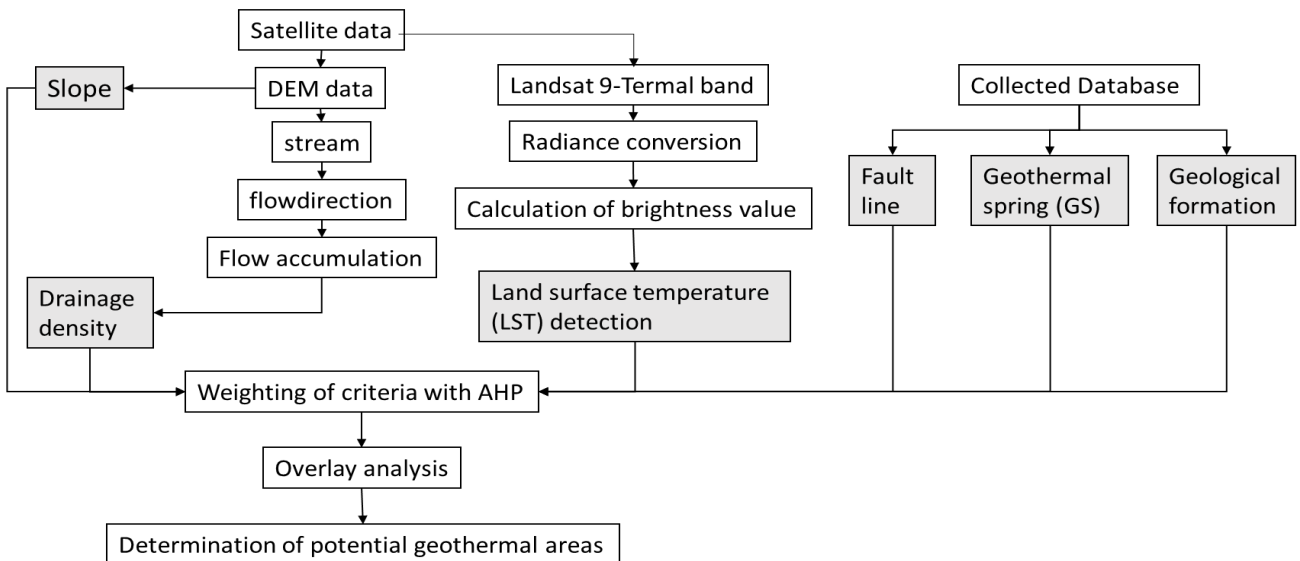 Satellite data
Slope
DEM data
Landsat 9-Termal band
Collected Database
stream
Radiance conversion
Fault
line
Geothermal
spring (GS)
Geological
formation
flowdirection
Calculation of brightness value
Flow accumulation
Drainage
density
Land surface temperature
(LST) detection
Weighting of criteria with AHP
Overlay analysis
Determination of potential geothermal areas